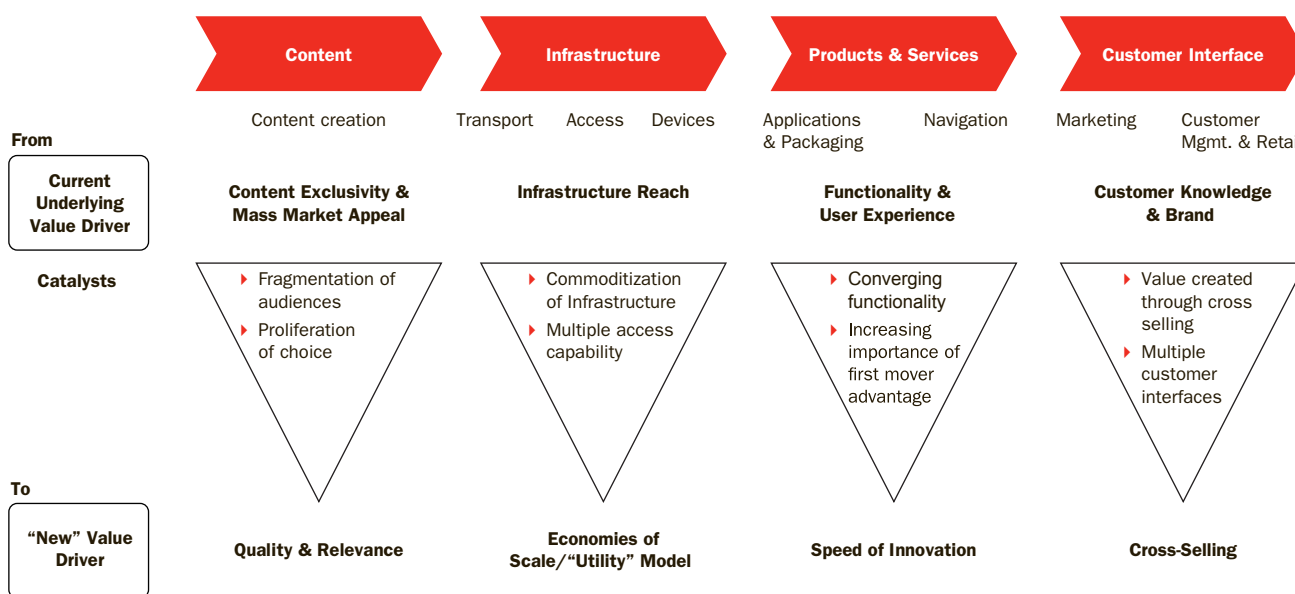 Content
Infrastructure
Products & Services
Customer Interface
Content creation
Transport
Access
Devices
Applications
& Packaging
Navigation
Marketing
Customer
Mgmt. & Reta
From
Current
Underlying
Value Driver
Content Exclusivity &
Mass Market Appeal
Infrastructure Reach
Functionality &
User Experience
Customer Knowledge
& Brand
Catalysts
Fragmentation of
audiences
Proliferation
of choice
Commoditization
of Infrastructure
Multiple access
capability
Converging
functionality
Increasing
importance of
first mover
advantage
Value created
through cross
selling
Multiple
customer
interfaces
To
“New” Value
Driver
Quality & Relevance
Economies of
Scale/“Utility” Model
Speed of Innovation
Cross-Selling